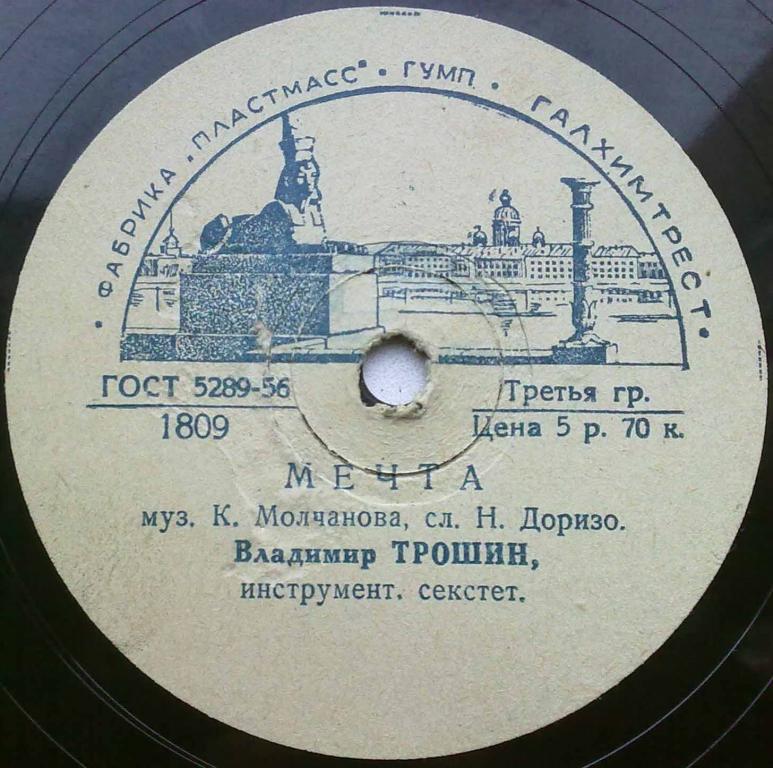 • ФАБРИКА „ПЛАСТМАСС" • ГУМП • ГАЛХИМТРЕСТ •
ГОСТ 5289-56
1809
Третья гр.
Цена 5 р. 70 к.
МЕЧТА
муз. К. Молчанова, сл. Н. Доризо.
Владимир ТРОШИН,
инструмент. секстет.